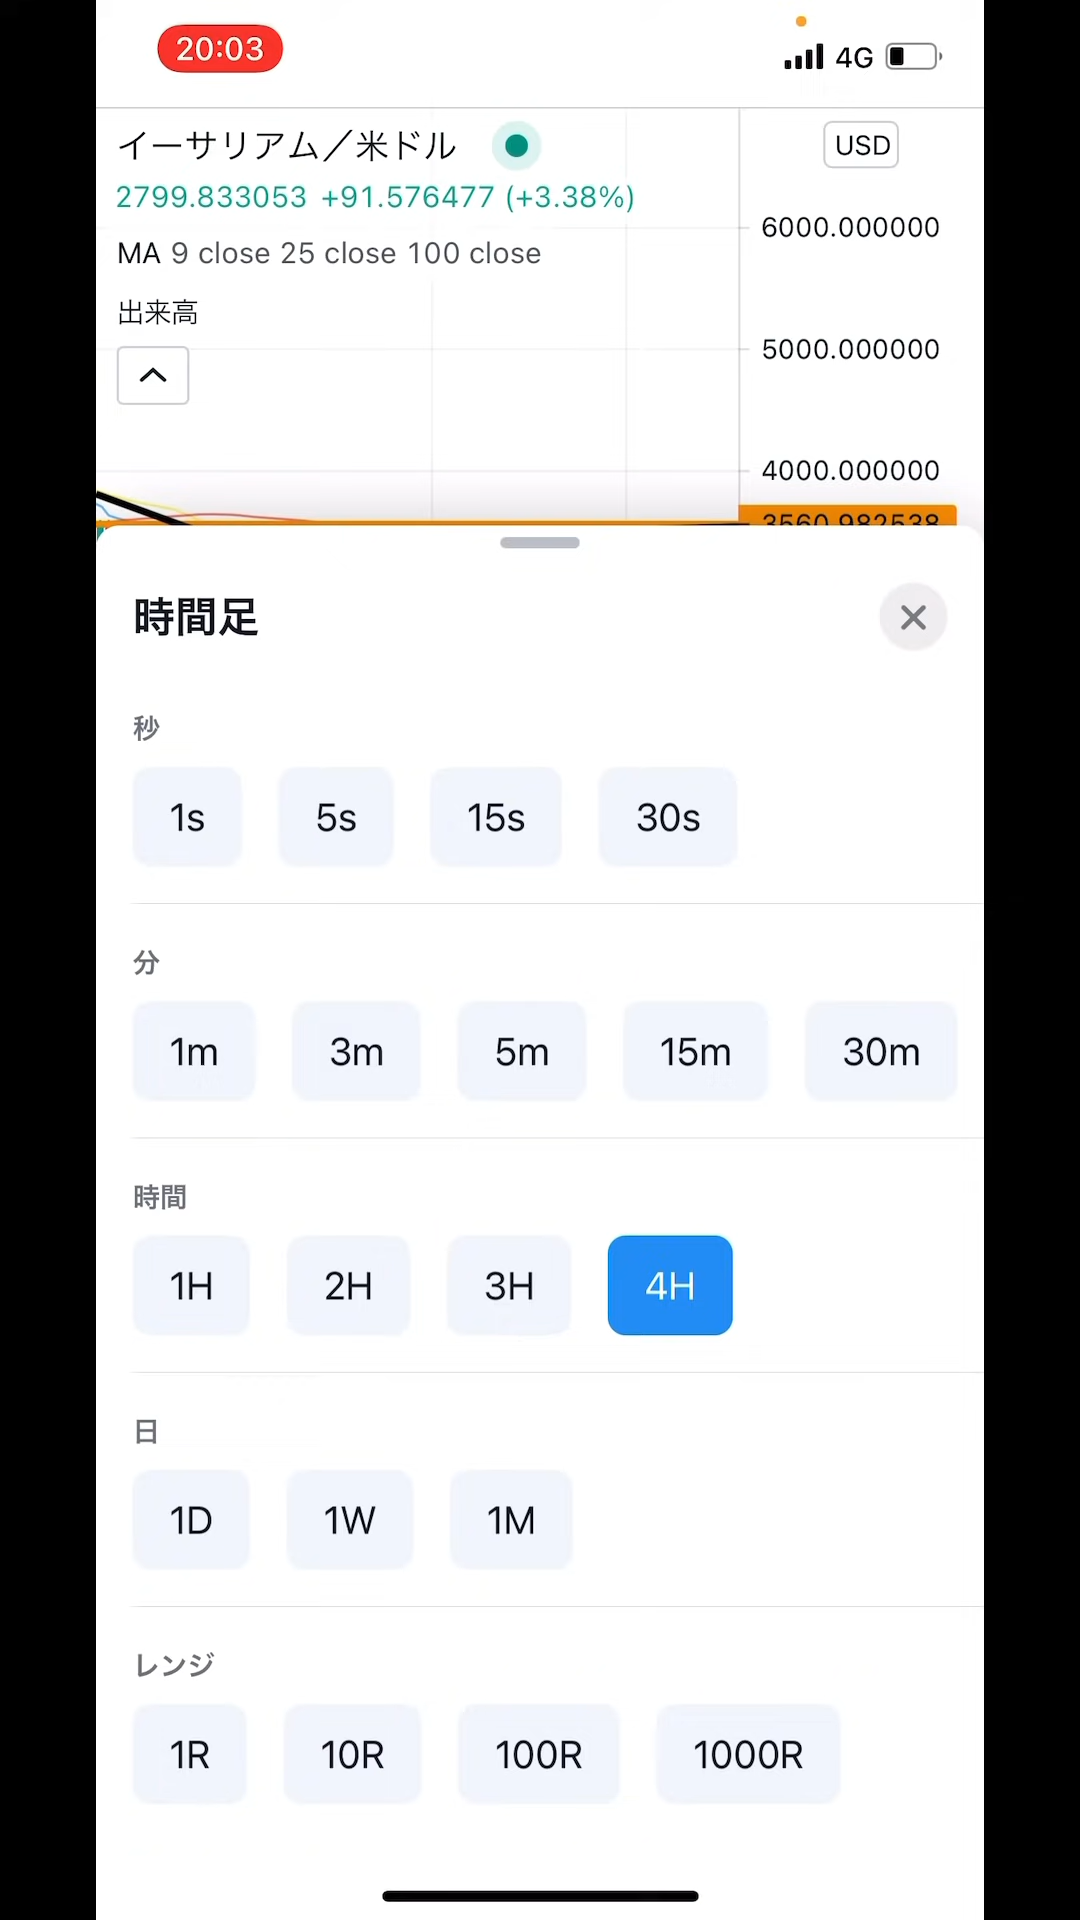 20:03
4G
イーサリアム／米ドル
USD
2799.833053 +91.576477 (+3.38%)
6000.000000
MA 9 close 25 close 100 close
出来高
5000.000000
4000.000000
3560.982538
時間足
秒
1s 5s 15s 30s
分
1m 3m 5m 15m 30m
時間
1H 2H 3H 4H
日
1D 1W 1M
レンジ
1R 10R 100R 1000R